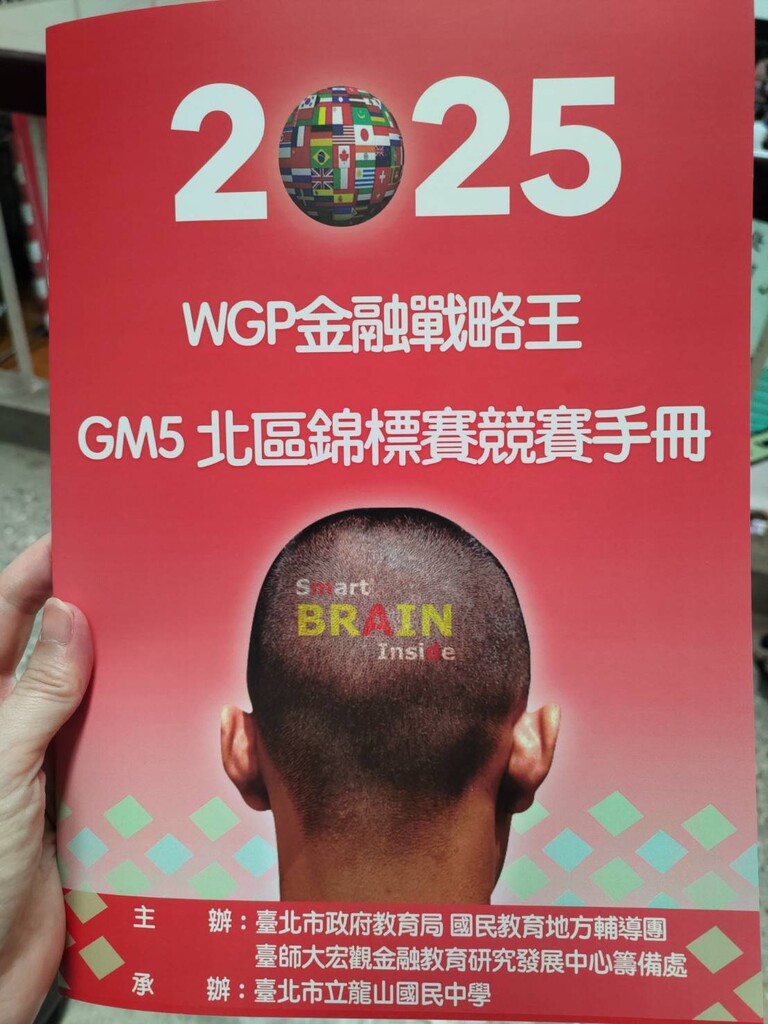 2025
WGP金融戰略王
GM5 北區錦標賽競賽手冊
Smart
BRAIN
Inside
主 辦：臺北市政府教育局 國民教育地方輔導團
臺師大宏觀金融教育研究發展中心籌備處
承 辦：臺北市立龍山國民中學